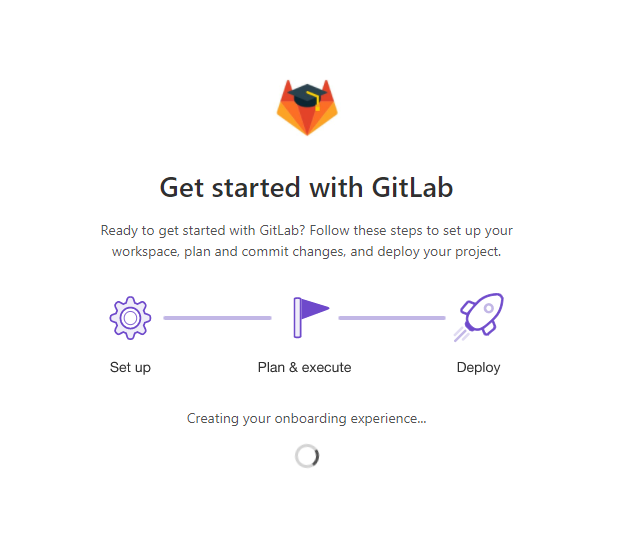 Get started with GitLab
Ready to get started with GitLab? Follow these steps to set up your
workspace, plan and commit changes, and deploy your project.
Set up
Plan & execute
Deploy
Creating your onboarding experience...